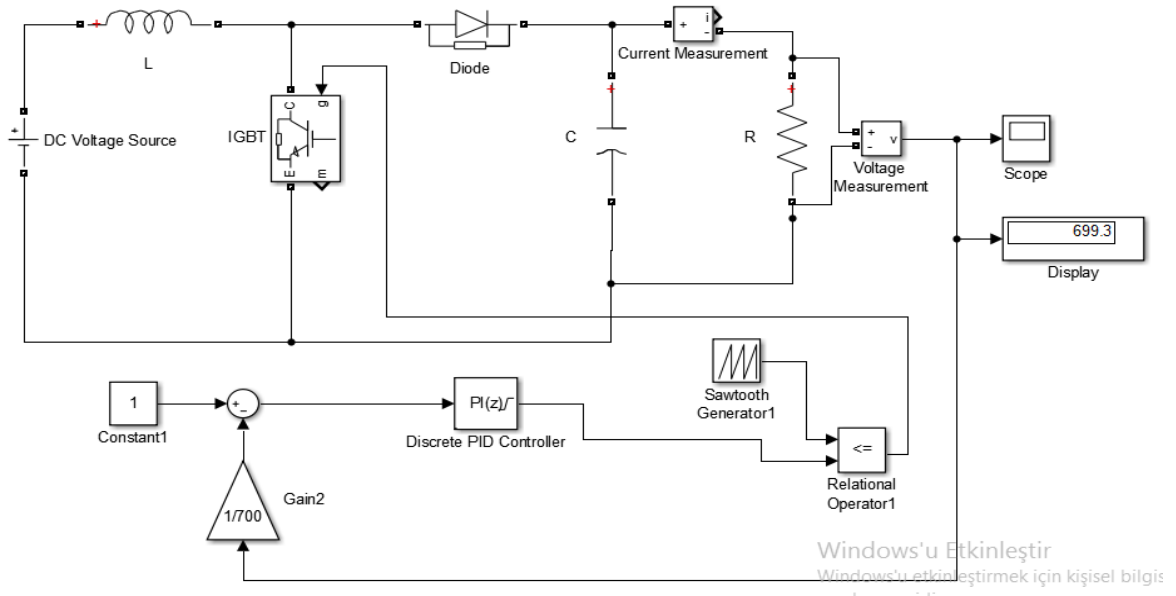 L
+
DC Voltage Source
IGBT
g
C
E
m
Diode
C
+
i
-
Current Measurement
R
+
-
v
Voltage
Measurement
Scope
699.3
Display
1
Constant1
+
-
PI(z)
Discrete PID Controller
Sawtooth
Generator1
<=
Relational
Operator1
1/700
Gain2
Windows'u Etkinleştir
Windows'u etkinleştirmek için kişisel bilgis